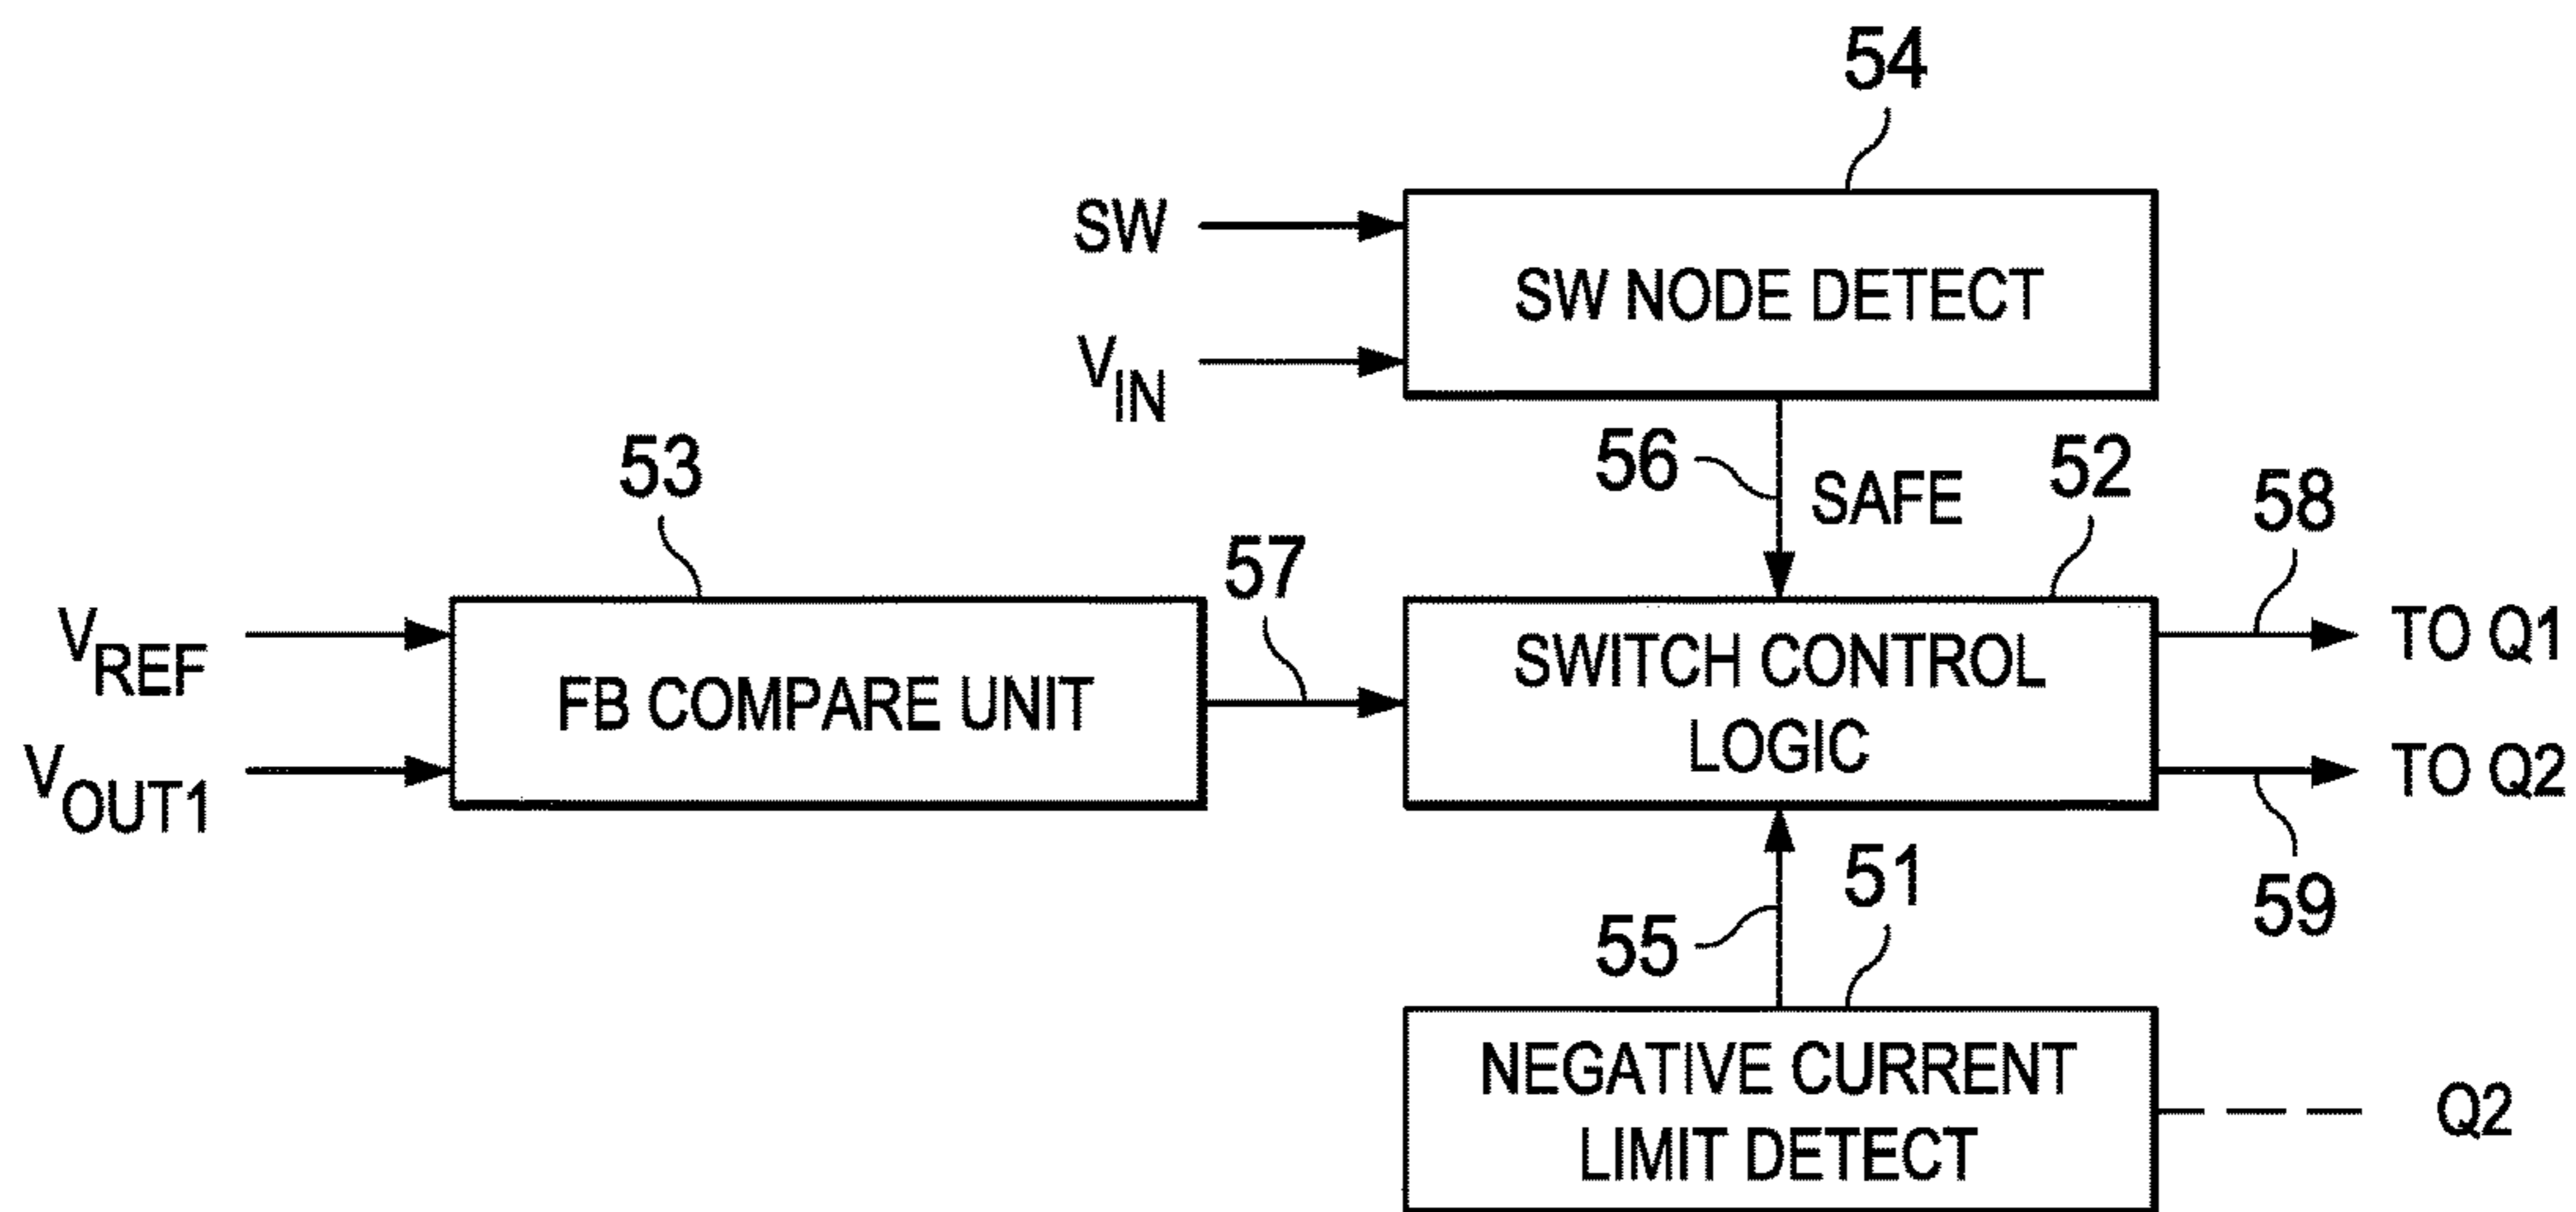 54
SW
SW NODE DETECT
VIN
53
56
SAFE
52
58
57
VREF
FB COMPARE UNIT
SWITCH CONTROL
LOGIC
TO Q1
VOUT1
TO Q2
55
51
59
NEGATIVE CURRENT
LIMIT DETECT
Q2